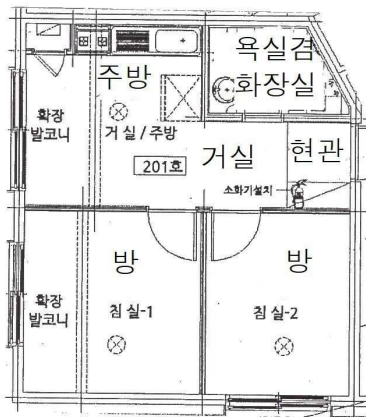 욕실겸
화장실
주방
확장
발코니
거 실 / 주방
거실
현관
201호
소화기설치
방
방
확장
발코니
침 실-1
침 실-2